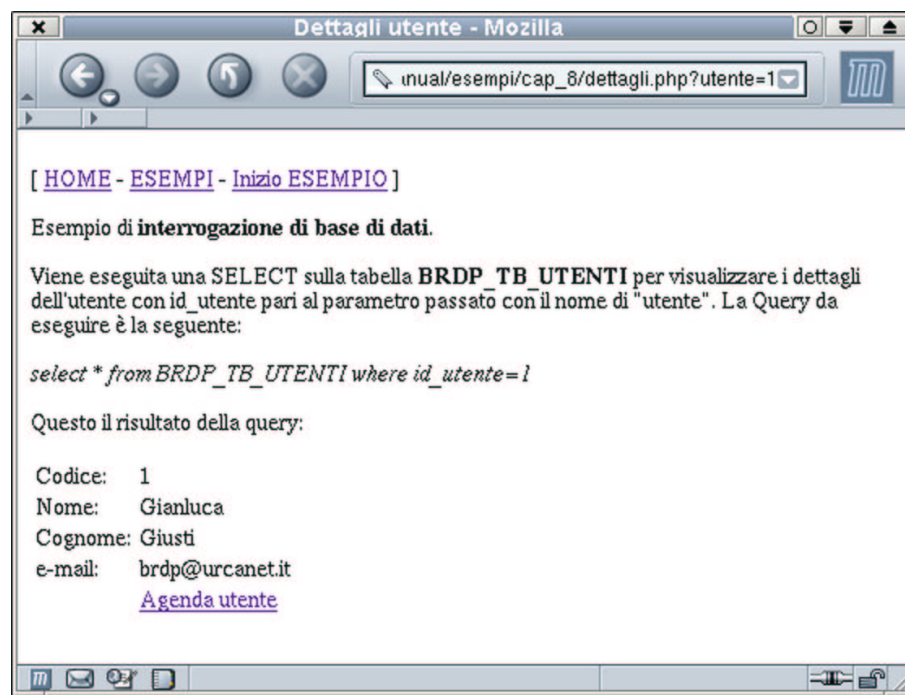 Dettagli utente - Mozilla
nual/esempi/cap_8/dettagli.php?utente=1
[ HOME - ESEMPI - Inizio ESEMPIO ]
Esempio di interrogazione di base di dati.
Viene eseguita una SELECT sulla tabella BRDP_TB_UTENTI per visualizzare i dettagli
dell'utente con id_utente pari al parametro passato con il nome di "utente". La Query da
eseguire è la seguente:
select * from BRDP_TB_UTENTI where id_utente=1
Questo il risultato della query:
Codice: 1
Nome: Gianluca
Cognome: Giusti
e-mail: brdp@urcanet.it
Agenda utente